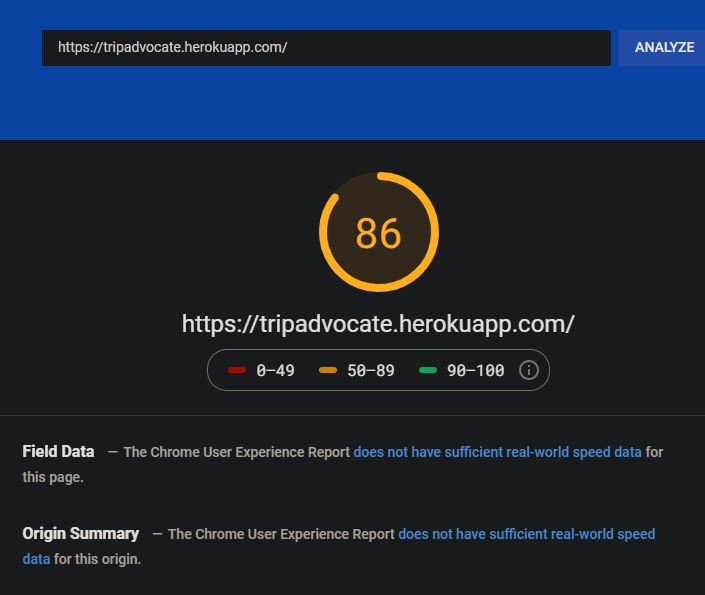 https://tripadvocate.herokuapp.com/
ANALYZE
86
https://tripadvocate.herokuapp.com/
0–49 50–89 90–100
Field Data — The Chrome User Experience Report does not have sufficient real-world speed data for
this page.
Origin Summary — The Chrome User Experience Report does not have sufficient real-world speed
data for this origin.